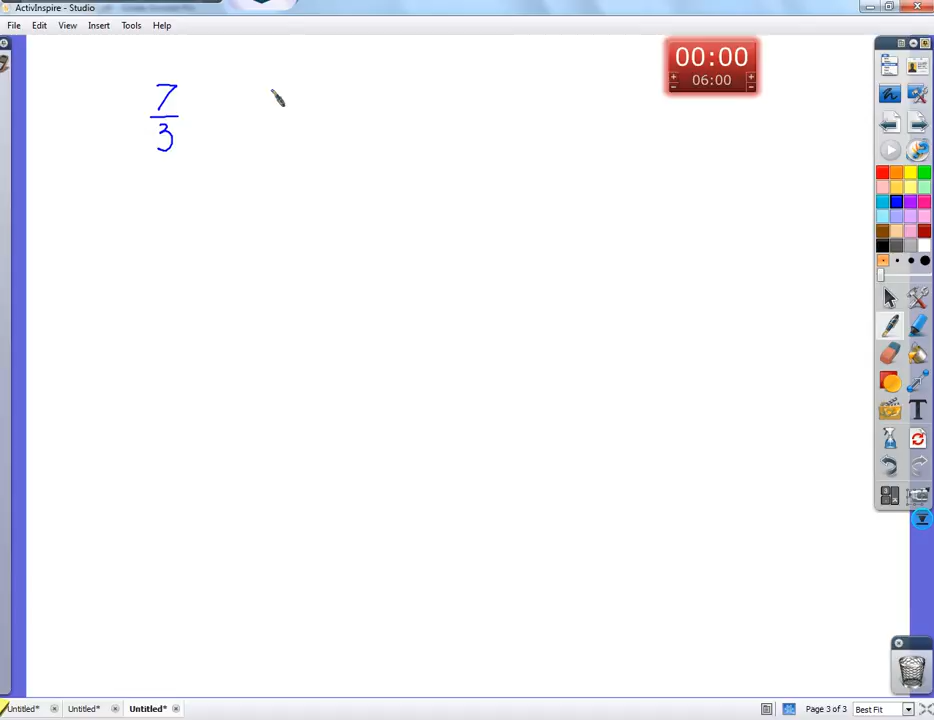 ActivInspire - Studio
File Edit View Insert Tools Help
00:00
06:00
7
3
Untitled* Untitled* Untitled* Page 3 of 3 Best Fit